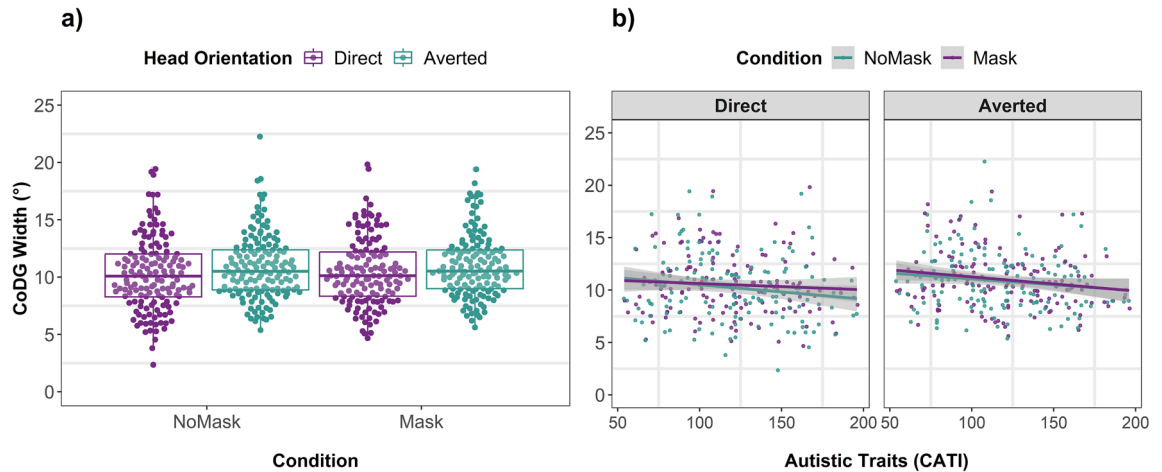 a)
Head Orientation Direct Averted
CoDG Width (°)
25
20
15
10
5
0
NoMask Mask
Condition
b)
Condition NoMask Mask
Direct Averted
25
20
15
10
5
0
50 100 150 200 50 100 150 200
Autistic Traits (CATI)